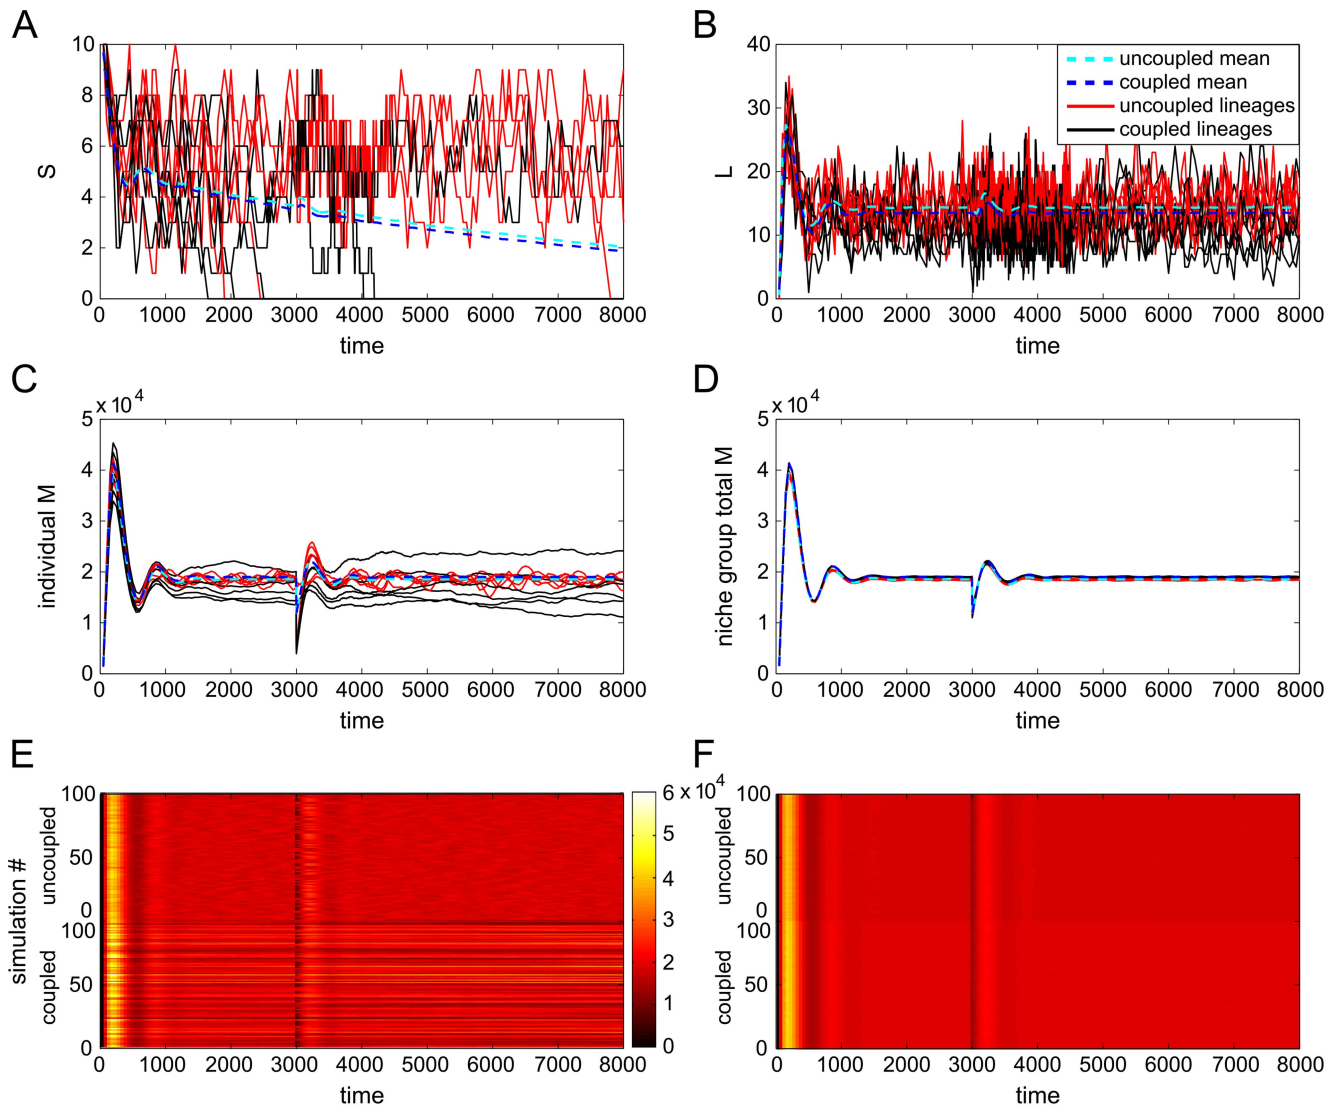 A
S
10
8
6
4
2
0
0 1000 2000 3000 4000 5000 6000 7000 8000
time
B
L
40
30
20
10
0
0 1000 2000 3000 4000 5000 6000 7000 8000
time
uncoupled mean
coupled mean
uncoupled lineages
coupled lineages
C
individual M
5 x 10^4
4
3
2
1
0
0 1000 2000 3000 4000 5000 6000 7000 8000
time
D
niche group total M
5 x 10^4
4
3
2
1
0
0 1000 2000 3000 4000 5000 6000 7000 8000
time
E
simulation #
uncoupled
coupled
100
50
0
100
50
0
0 1000 2000 3000 4000 5000 6000 7000 8000
time
6 x 10^4
5
4
3
2
1
0
F
uncoupled
coupled
100
50
0
100
50
0
0 1000 2000 3000 4000 5000 6000 7000 8000
time